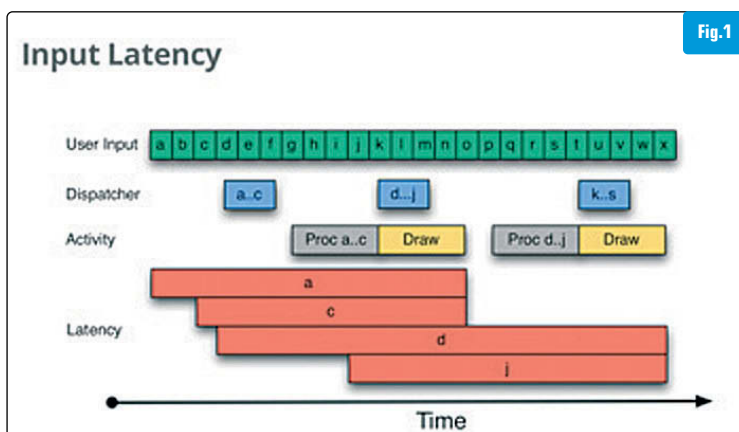 Fig.1
Input Latency
User Input a b c d e f g h i j k l m n o p q r s t u v w x
Dispatcher a..c d...j k..s
Activity Proc a..c Draw Proc d..j Draw
a
c
Latency
d
j
Time